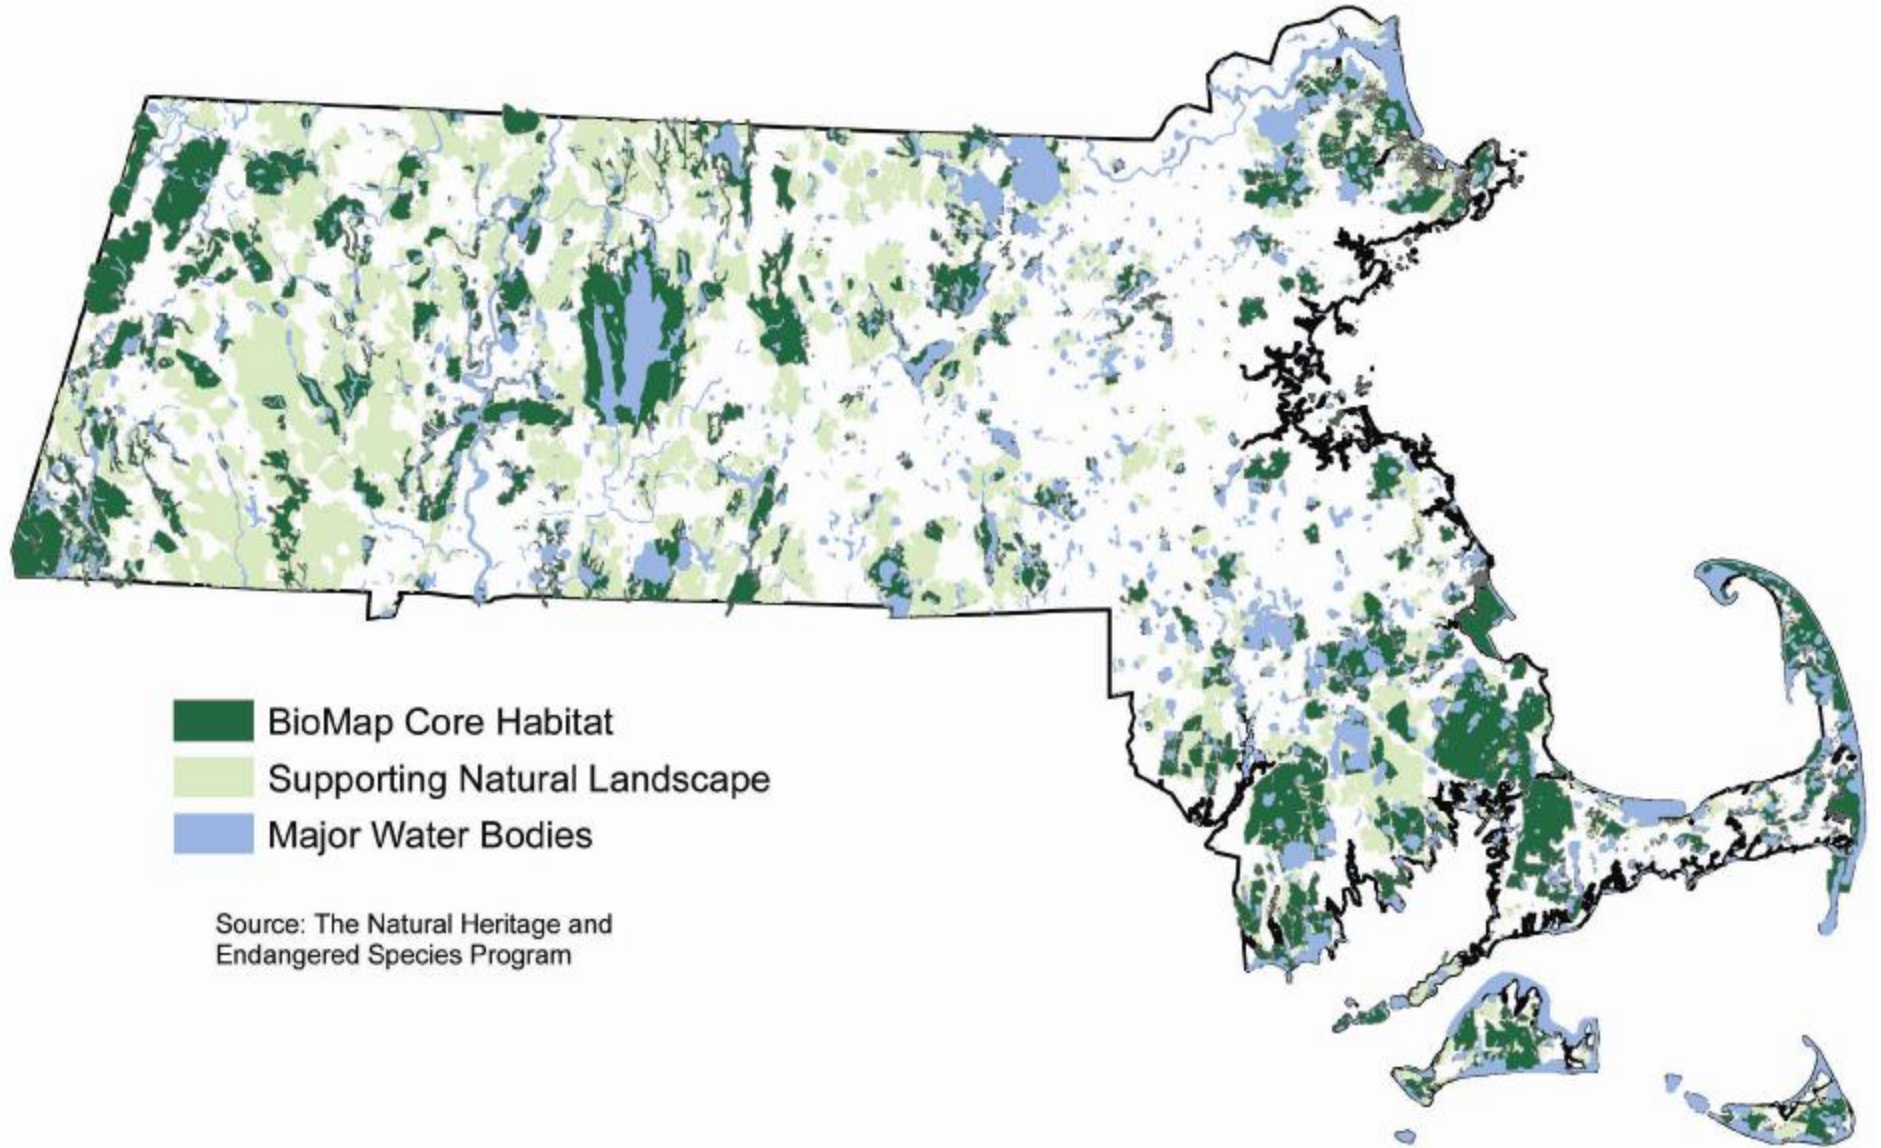 BioMap Core Habitat
Supporting Natural Landscape
Major Water Bodies
Source: The Natural Heritage and
Endangered Species Program